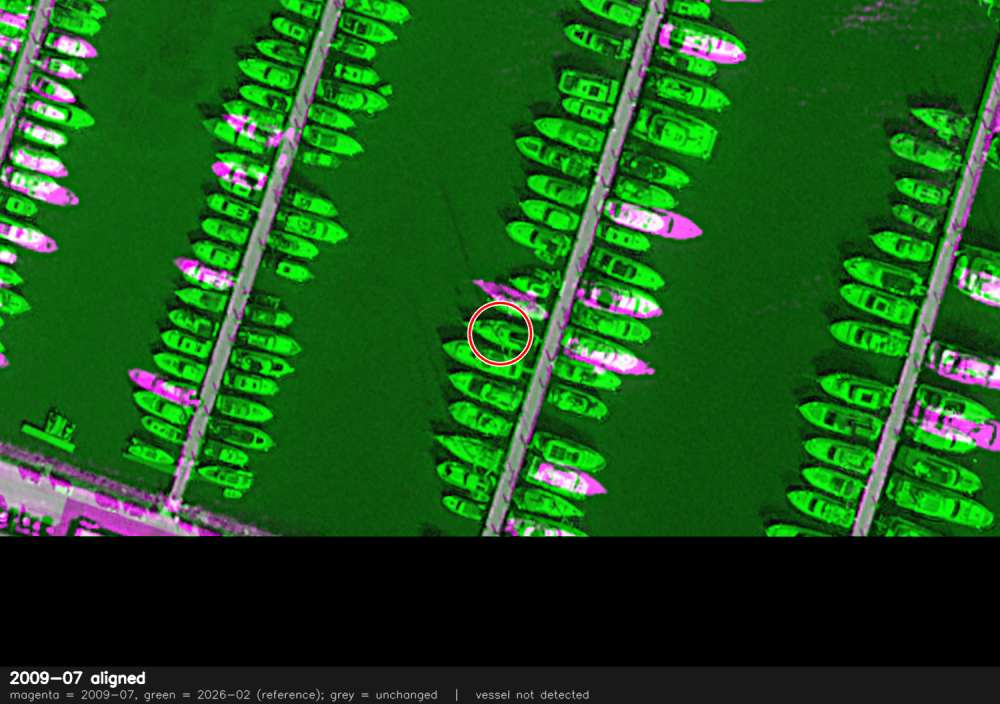 2009-07 aligned
magenta = 2009-07, green = 2026-02 (reference); grey = unchanged | vessel not detected